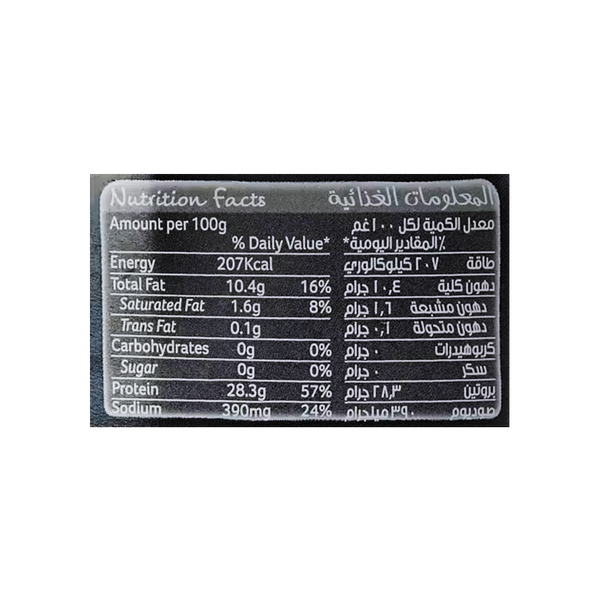 Nutrition Facts المعلومات الغذائية
Amount per 100g معدل الكمية لكل ١٠٠غم
% Daily Value* ٪المقادير اليومية*
Energy 207Kcal طاقة ٢٠٧ كيلوكالوري
Total Fat 10.4g 16% دهون كلية ١٠,٤ جرام
Saturated Fat 1.6g 8% دهون مشبعة ١,٦ جرام
Trans Fat 0.1g دهون متحولة ٠,١ جرام
Carbohydrates 0g 0% كربوهيدرات ٠ جرام
Sugar 0g 0% سكر ٠ جرام
Protein 28.3g 57% بروتين ٢٨,٣ جرام
Sodium 390mg 24% صوديوم ٣٩٠ ميلجرام